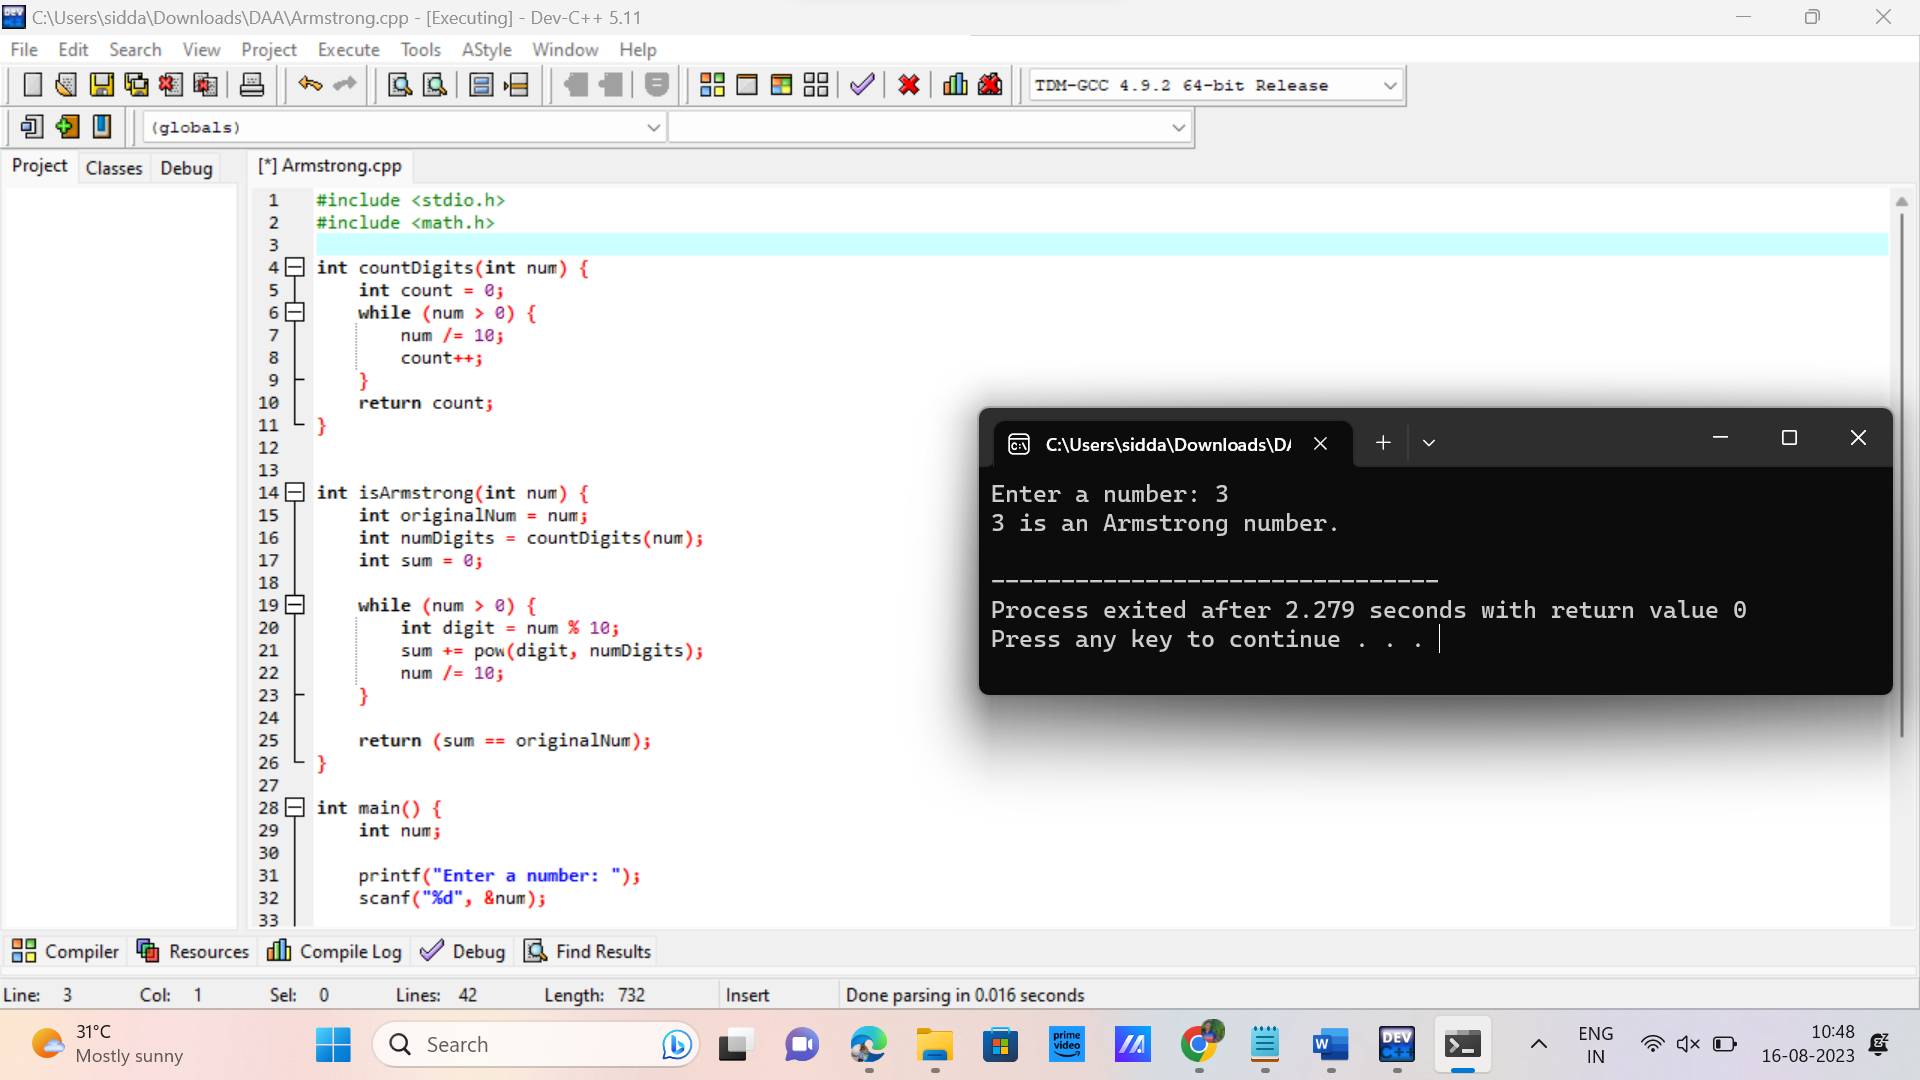 C:\Users\sidda\Downloads\DAA\Armstrong.cpp - [Executing] - Dev-C++ 5.11
File Edit Search View Project Execute Tools AStyle Window Help
TDM-GCC 4.9.2 64-bit Release
(globals)
Project Classes Debug [*] Armstrong.cpp
1 #include <stdio.h>
2 #include <math.h>
3
4 int countDigits(int num) {
5 int count = 0;
6 while (num > 0) {
7 num /= 10;
8 count++;
9 }
10 return count;
11 }
12
13
14 int isArmstrong(int num) {
15 int originalNum = num;
16 int numDigits = countDigits(num);
17 int sum = 0;
18
19 while (num > 0) {
20 int digit = num % 10;
21 sum += pow(digit, numDigits);
22 num /= 10;
23 }
24
25 return (sum == originalNum);
26 }
27
28 int main() {
29 int num;
30
31 printf("Enter a number: ");
32 scanf("%d", &num);
33
C:\Users\sidda\Downloads\DA
Enter a number: 3
3 is an Armstrong number.
--------------------------------
Process exited after 2.279 seconds with return value 0
Press any key to continue . . .
Compiler Resources Compile Log Debug Find Results
Line: 3 Col: 1 Sel: 0 Lines: 42 Length: 732 Insert Done parsing in 0.016 seconds
31°C
Mostly sunny
Search
prime video
DEV C++
ENG
IN
10:48
16-08-2023